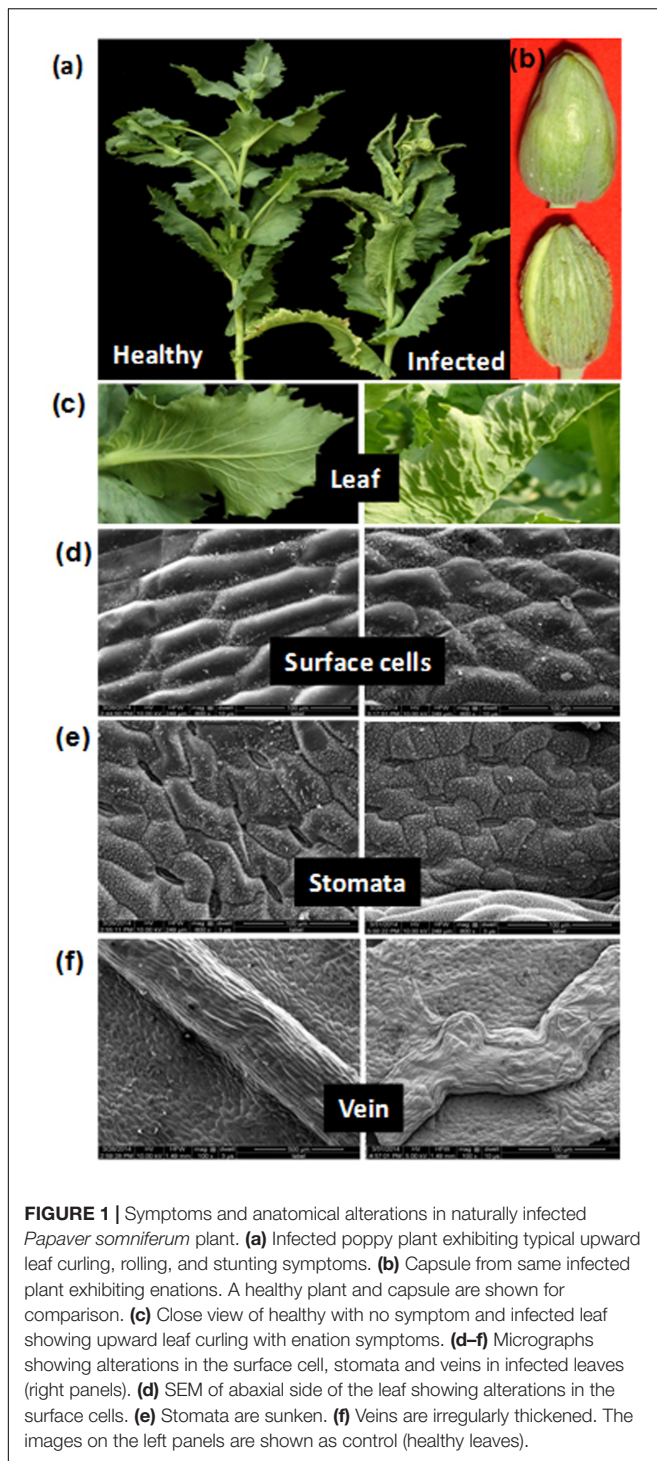 (a)
(b)
Healthy
Infected
(c)
Leaf
(d)
Surface cells
(e)
Stomata
(f)
Vein
FIGURE 1 | Symptoms and anatomical alterations in naturally infected
Papaver somniferum plant. (a) Infected poppy plant exhibiting typical upward
leaf curling, rolling, and stunting symptoms. (b) Capsule from same infected
plant exhibiting enations. A healthy plant and capsule are shown for
comparison. (c) Close view of healthy with no symptom and infected leaf
showing upward leaf curling with enation symptoms. (d–f) Micrographs
showing alterations in the surface cell, stomata and veins in infected leaves
(right panels). (d) SEM of abaxial side of the leaf showing alterations in the
surface cells. (e) Stomata are sunken. (f) Veins are irregularly thickened. The
images on the left panels are shown as control (healthy leaves).